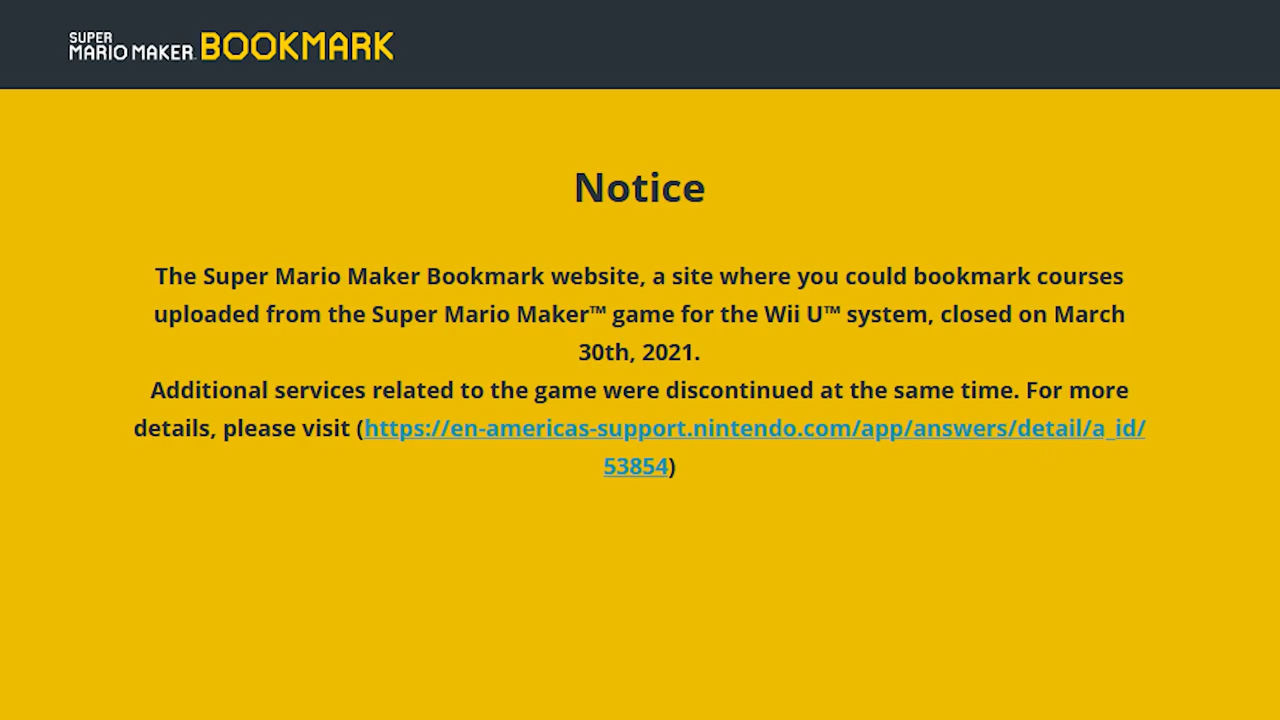 SUPER
MARIO MAKER BOOKMARK
Notice
The Super Mario Maker Bookmark website, a site where you could bookmark courses
uploaded from the Super Mario Maker™ game for the Wii U™ system, closed on March
30th, 2021.
Additional services related to the game were discontinued at the same time. For more
details, please visit (https://en-americas-support.nintendo.com/app/answers/detail/a_id/
53854)